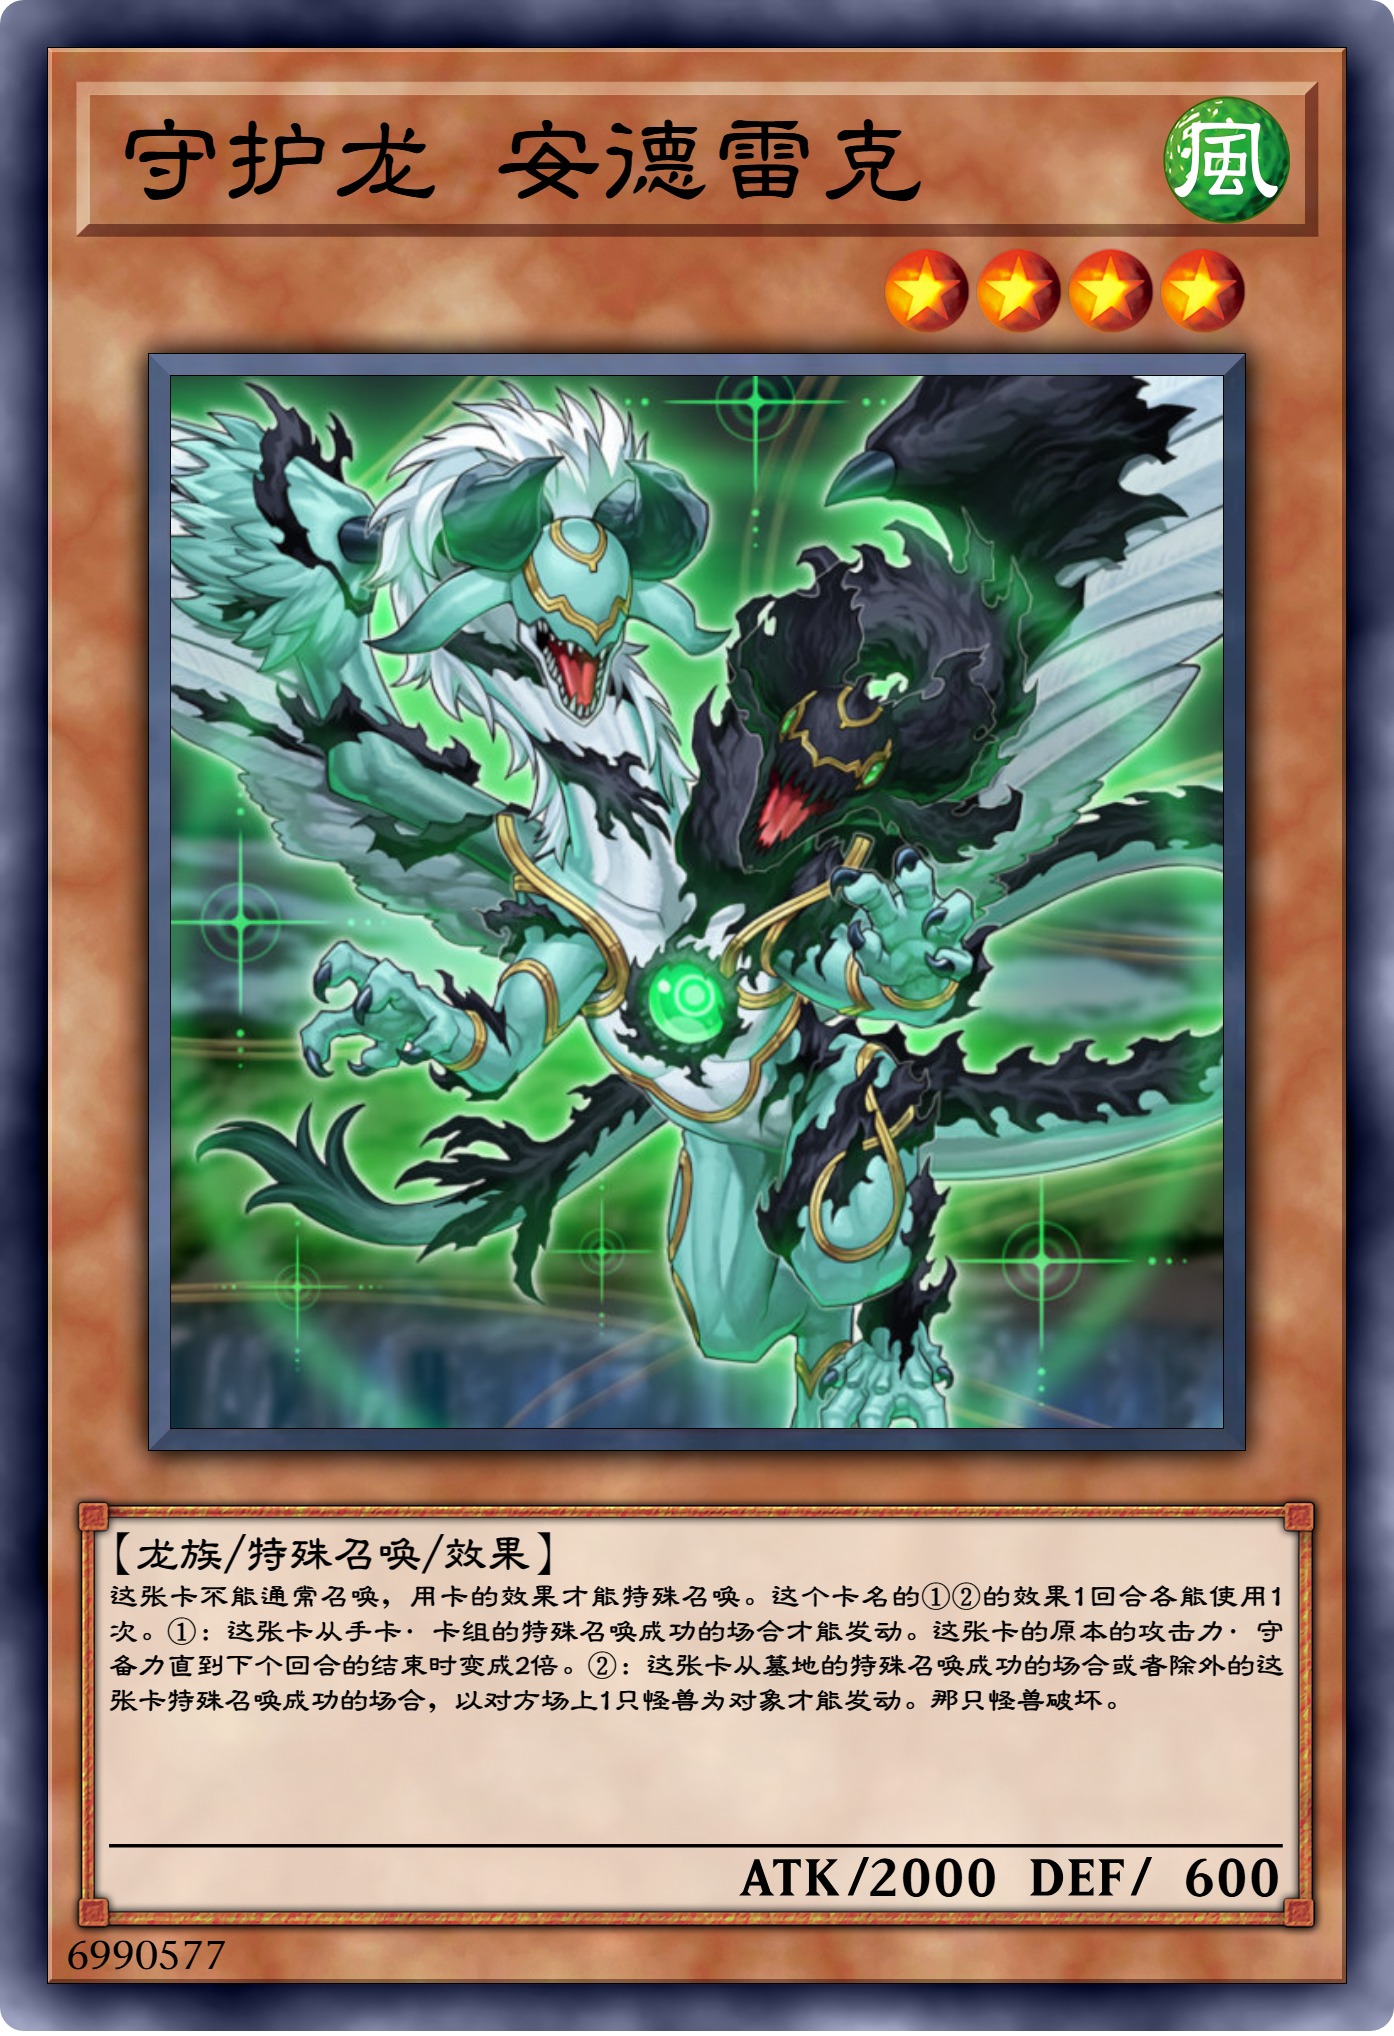 守护龙 安德雷克
風
【龙族/特殊召唤/效果】
这张卡不能通常召唤，用卡的效果才能特殊召唤。这个卡名的①②的效果1回合各能使用1
次。①：这张卡从手卡·卡组的特殊召唤成功的场合才能发动。这张卡的原本的攻击力·守
备力直到下个回合的结束时变成2倍。②：这张卡从墓地的特殊召唤成功的场合或者除外的这
张卡特殊召唤成功的场合，以对方场上1只怪兽为对象才能发动。那只怪兽破坏。
ATK/2000 DEF/ 600
6990577